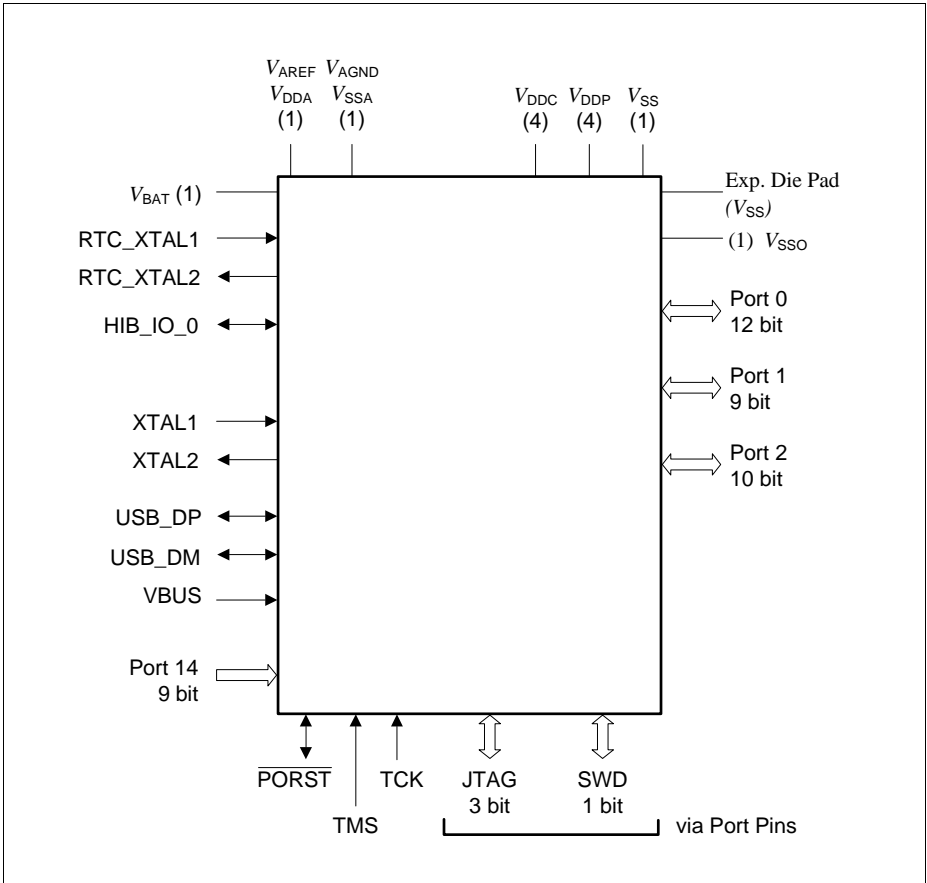 VAREF VAGND
VDDA VSSA VDDC VDDP VSS
(1) (1) (4) (4) (1)
VBAT (1)
Exp. Die Pad
(VSS)
RTC_XTAL1
(1) VSSO
RTC_XTAL2
HIB_IO_0
Port 0
12 bit
Port 1
9 bit
XTAL1
XTAL2
Port 2
10 bit
USB_DP
USB_DM
VBUS
Port 14
9 bit
PORST
TMS
TCK
JTAG
3 bit
SWD
1 bit
via Port Pins